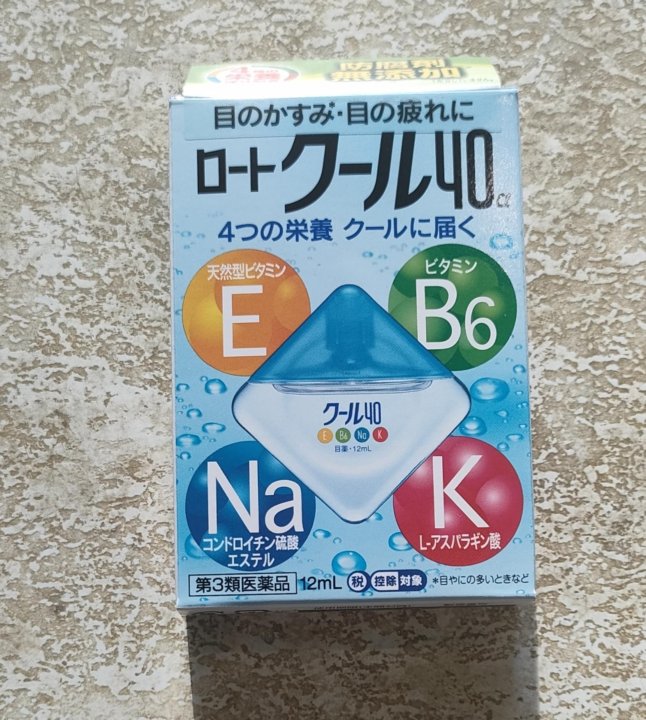 4種の
栄養
防腐剤
無添加
目のかすみ*・目の疲れに
ロートクール40α
4つの栄養 クールに届く
天然型ビタミン
E
ビタミン
B6
クール40
E B6 Na K
目薬・12mL
Na
コンドロイチン硫酸
エステル
K
L-アスパラギン酸
第3類医薬品 12mL 税 控除 対象 *目やにの多いときなど